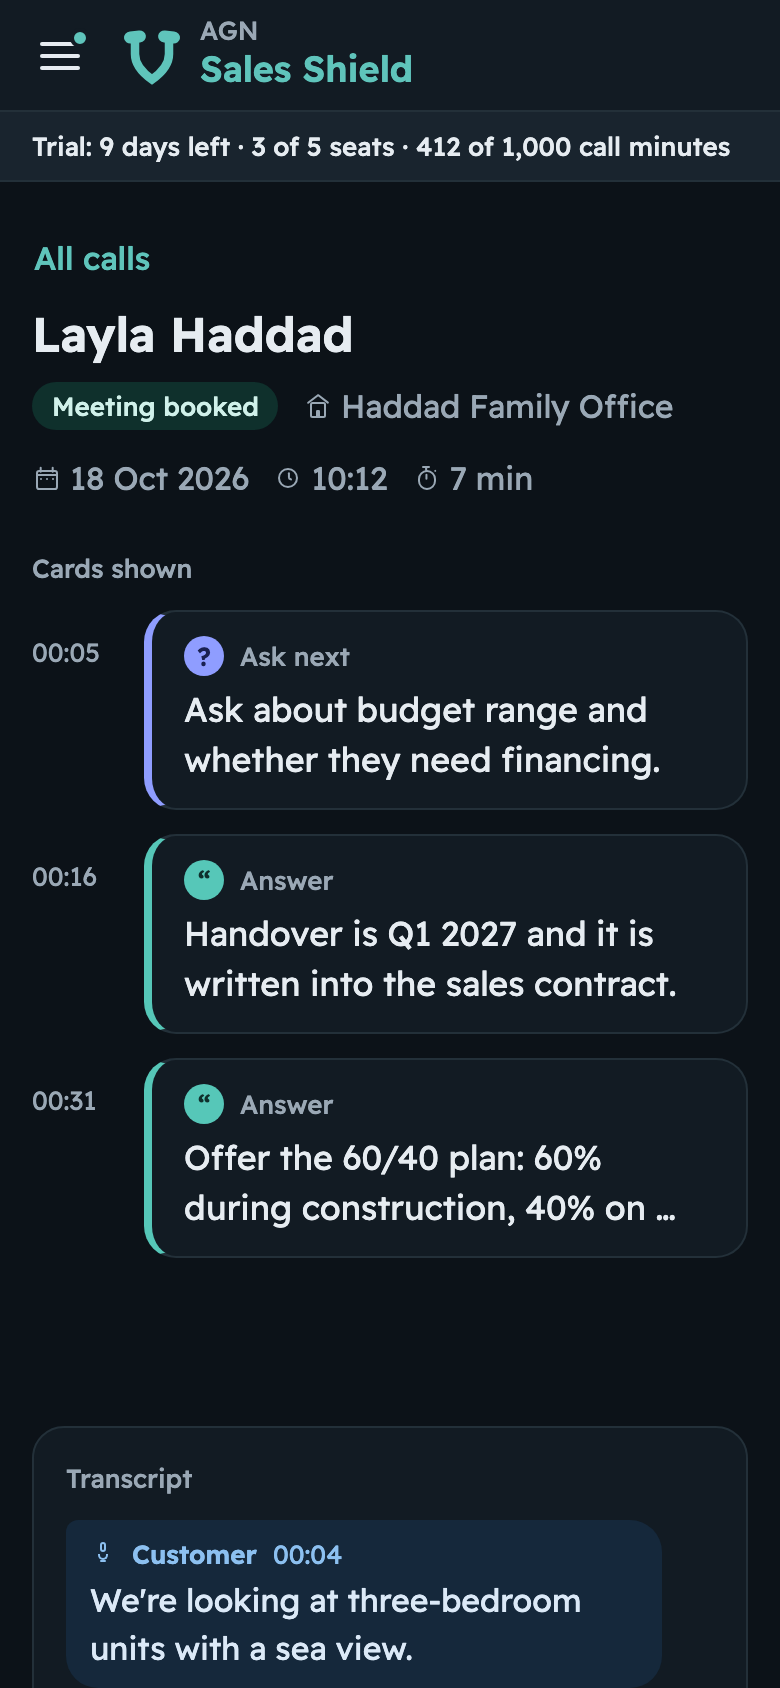 AGN
Sales Shield
Trial: 9 days left · 3 of 5 seats · 412 of 1,000 call minutes
All calls
Layla Haddad
Meeting booked
Haddad Family Office
18 Oct 2026 10:12 7 min
Cards shown
00:05
? Ask next
Ask about budget range and
whether they need financing.
00:16
“ Answer
Handover is Q1 2027 and it is
written into the sales contract.
00:31
“ Answer
Offer the 60/40 plan: 60%
during construction, 40% on ...
Transcript
Customer 00:04
We're looking at three-bedroom
units with a sea view.